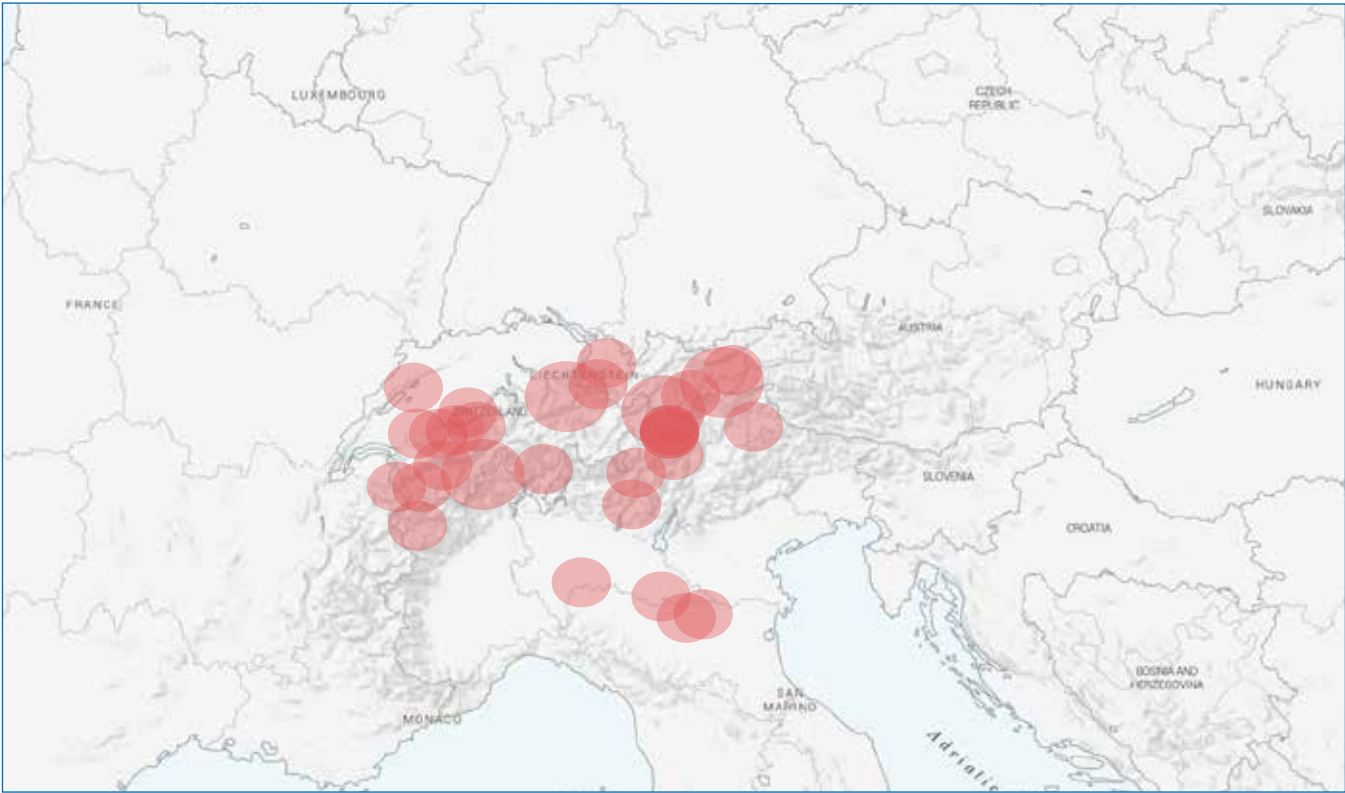 LUXEMBOURG
CZECH
REPUBLIC
SLOVAKIA
FRANCE
AUSTRIA
LIECHTENSTEIN
HUNGARY
SWITZERLAND
SLOVENIA
CROATIA
BOSNIA AND
HERZEGOVINA
SAN
MARINO
MONACO
Adriatic